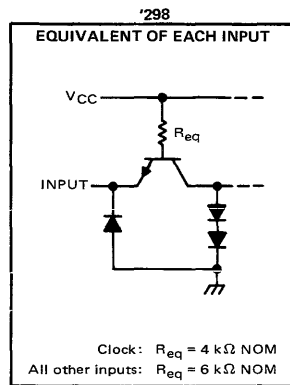 '298
EQUIVALENT OF EACH INPUT
VCC
Req
INPUT
Clock: Req = 4 kΩ NOM
All other inputs: Req = 6 kΩ NOM